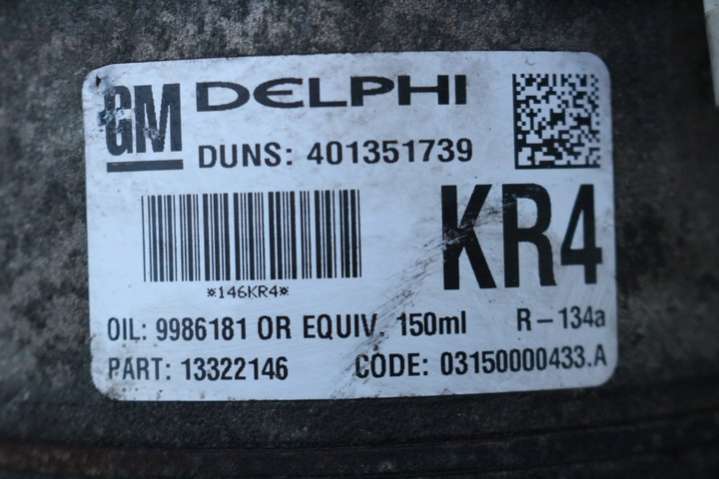 GM DELPHI
DUNS: 401351739
KR4
*146KR4*
OIL: 9986181 OR EQUIV. 150ml R-134a
PART: 13322146 CODE: 03150000433.A